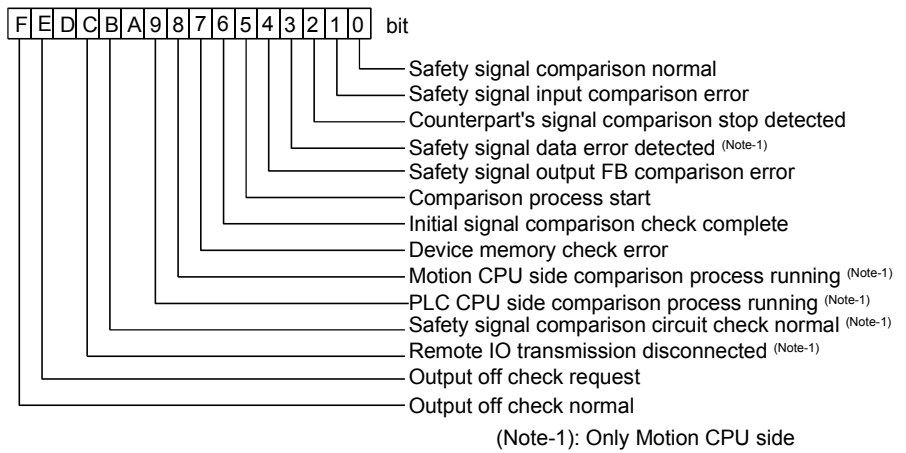 F E D C B A 9 8 7 6 5 4 3 2 1 0 bit
Safety signal comparison normal
Safety signal input comparison error
Counterpart's signal comparison stop detected
Safety signal data error detected (Note-1)
Safety signal output FB comparison error
Comparison process start
Initial signal comparison check complete
Device memory check error
Motion CPU side comparison process running (Note-1)
PLC CPU side comparison process running (Note-1)
Safety signal comparison circuit check normal (Note-1)
Remote IO transmission disconnected (Note-1)
Output off check request
Output off check normal
(Note-1): Only Motion CPU side